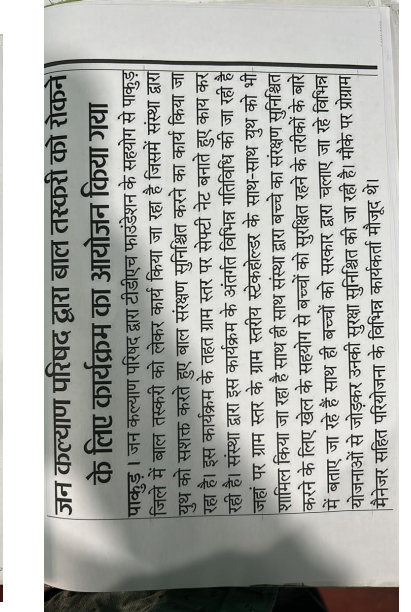 जन कल्याण परिषद द्वारा बाल तस्करी को रोकने
के लिए कार्यक्रम का आयोजन किया गया
पाकुड़। जन कल्याण परिषद द्वारा टीडीएच फाउंडेशन के सहयोग से पाकुड़
जिले में बाल तस्करी को लेकर कार्य किया जा रहा है जिसमें संस्था द्वारा
युथ को सशक्त करते हुए बाल संरक्षण सुनिश्चित करने का कार्य किया जा
रहा है। इस कार्यक्रम के तहत ग्राम स्तर पर सेफ्टी नेट बनाते हुए काय कर
रही है। संस्था द्वारा इस कार्यक्रम के अंतर्गत विभिन्न गतिविधि की जा रही है
जहां पर ग्राम स्तर के ग्राम स्तरीय स्टेकहोल्डर के साथ-साथ युथ को भी
शामिल किया जा रहा है साथ ही साथ संस्था द्वारा बच्चे का संरक्षण सुनिश्चित
करने के लिए खेल के सहयोग से बच्चों को सुरक्षित रहने के तरीकों के बारे
में बताए जा रहे हैं साथ ही बच्चों को सरकार द्वारा चलाए जा रहे विभिन्न
योजनाओं से जोड़कर उनकी सुरक्षा सुनिश्चित की जा रही है। मौके पर प्रोग्राम
मैनेजर सहित परियोजना के विभिन्न कार्यकर्ता मौजूद थे।